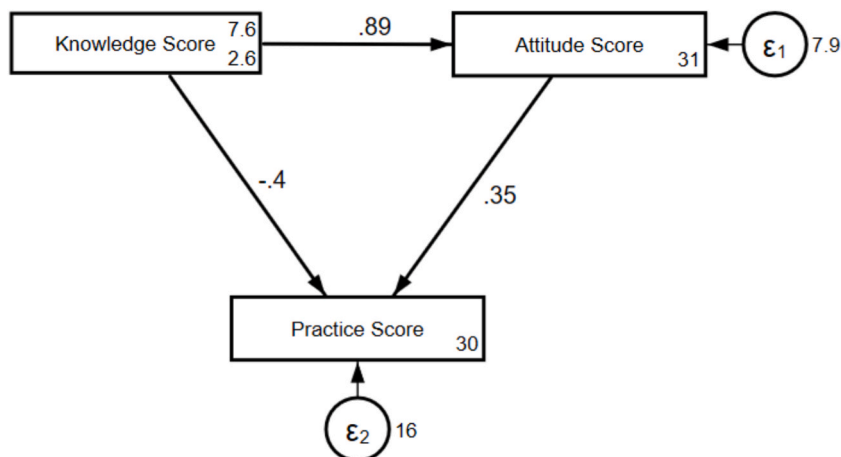 Knowledge Score
7.6
2.6
.89
Attitude Score
31
ε1
7.9
-.4
.35
Practice Score
30
ε2
16